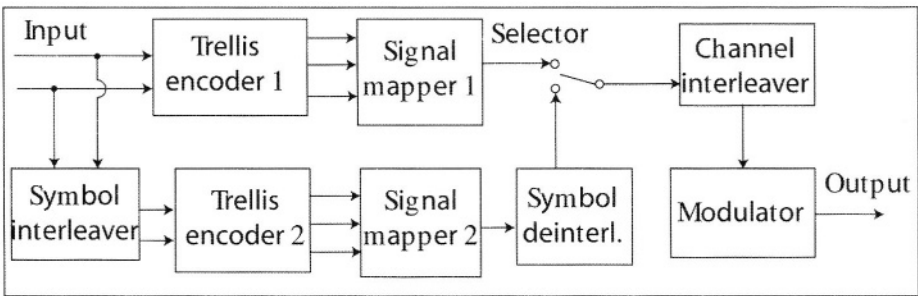 Input
Trellis
encoder 1
Signal
mapper 1
Selector
Channel
interleaver
Symbol
interleaver
Trellis
encoder 2
Signal
mapper 2
Symbol
deinterl.
Modulator
Output